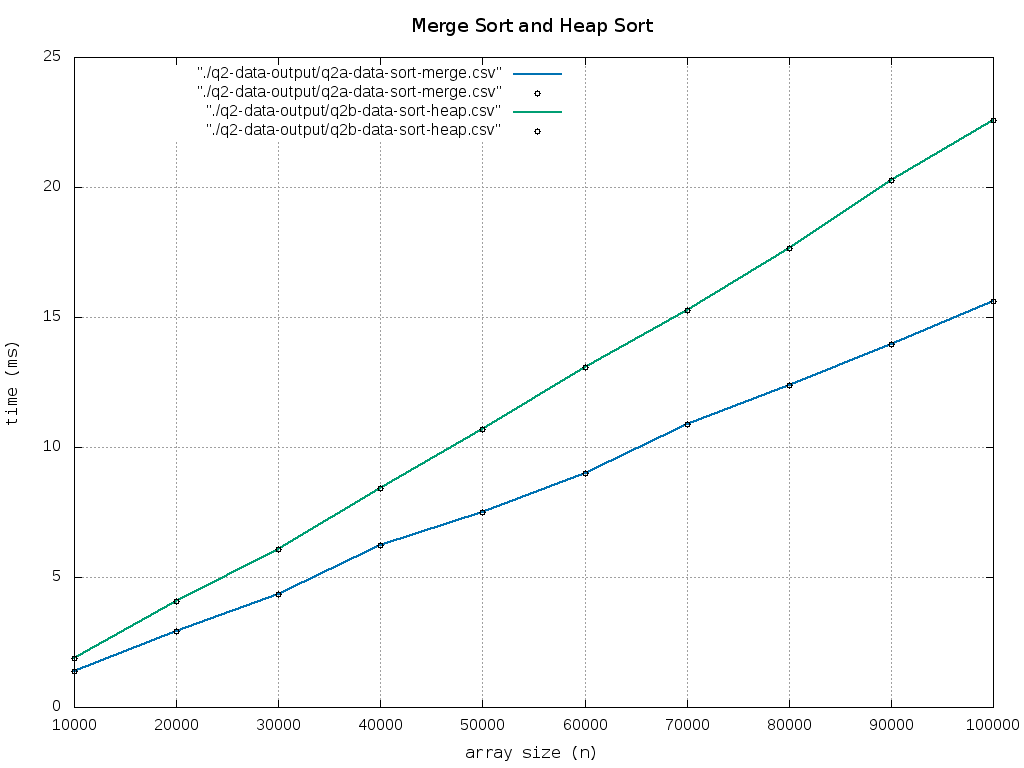 Merge Sort and Heap Sort
25
"./q2-data-output/q2a-data-sort-merge.csv"
"./q2-data-output/q2a-data-sort-merge.csv"
"./q2-data-output/q2b-data-sort-heap.csv"
"./q2-data-output/q2b-data-sort-heap.csv"
20
15
time (ms)
10
5
0
10000 20000 30000 40000 50000 60000 70000 80000 90000 100000
array size (n)